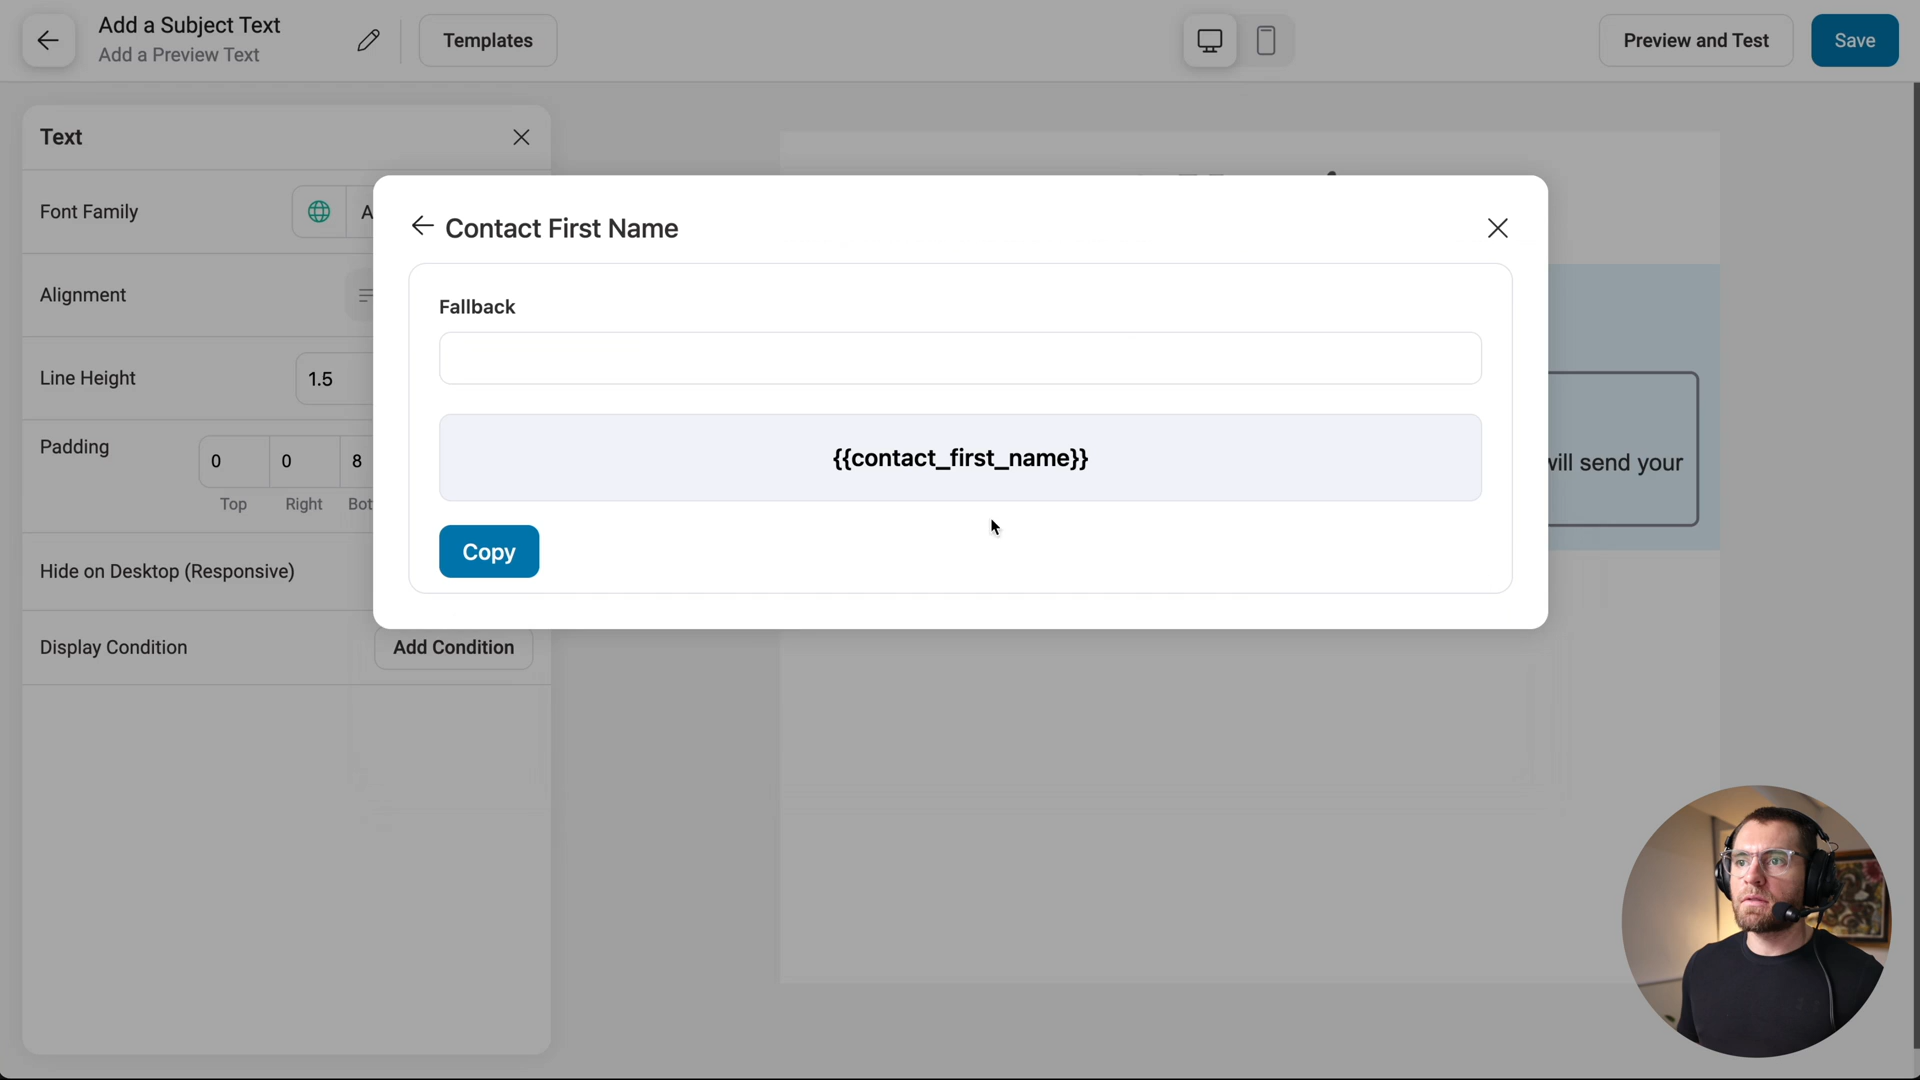 Add a Subject Text
Add a Preview Text
Templates
Preview and Test
Save
Text
Font Family
A
Alignment
Line Height
1.5
Padding
0
0
8
Top
Right
Bot
Hide on Desktop (Responsive)
Display Condition
Add Condition
Contact First Name
Fallback
{{contact_first_name}}
Copy
will send your